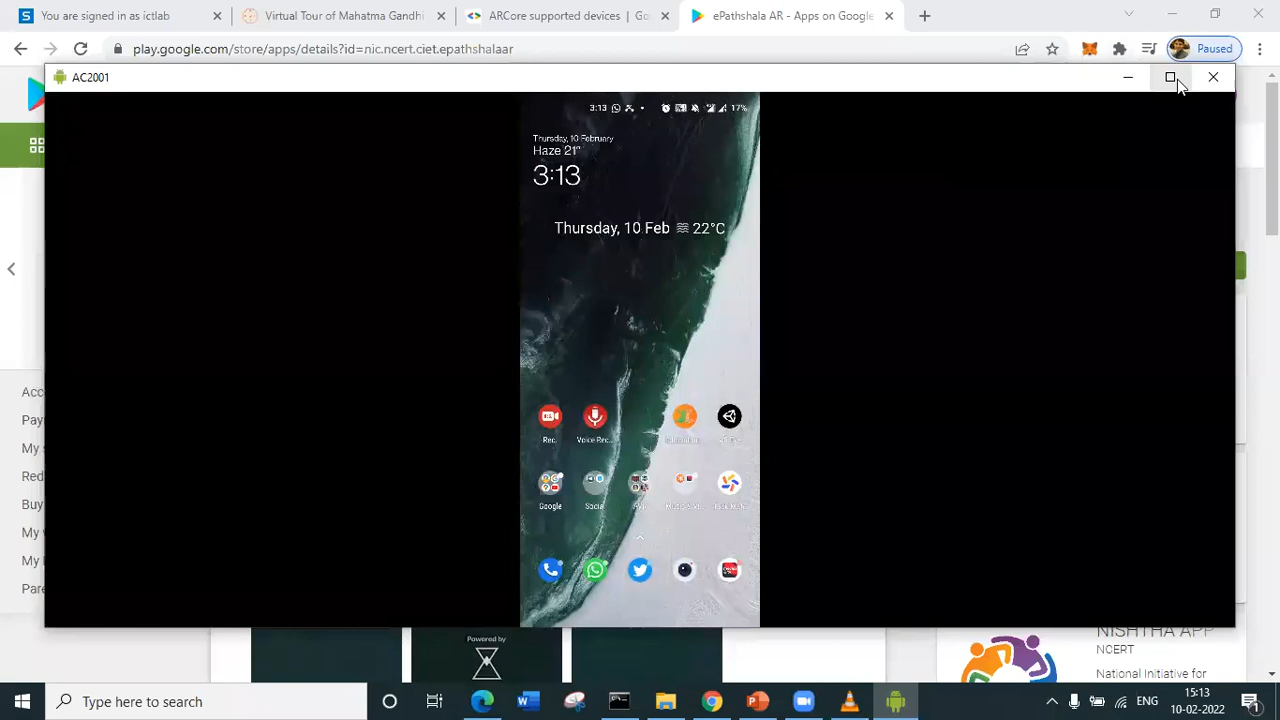 You are signed in as ictlab
Virtual Tour of Mahatma Gandhi
ARCore supported devices | Go
ePathshala AR - Apps on Google
play.google.com/store/apps/details?id=nic.ncert.ciet.epathshalaar
Paused
AC2001
3:13
17%
Thursday, 10 February
Haze 21°
3:13
Thursday, 10 Feb
22°C
Rec.
Voice Rec...
Google
Social
Acc
Pay
My s
Red
Buy
My w
My
Pare
Powered by
NISHTHA APP
NCERT
National Initiative for
Type here to search
ENG
15:13
10-02-2022
1